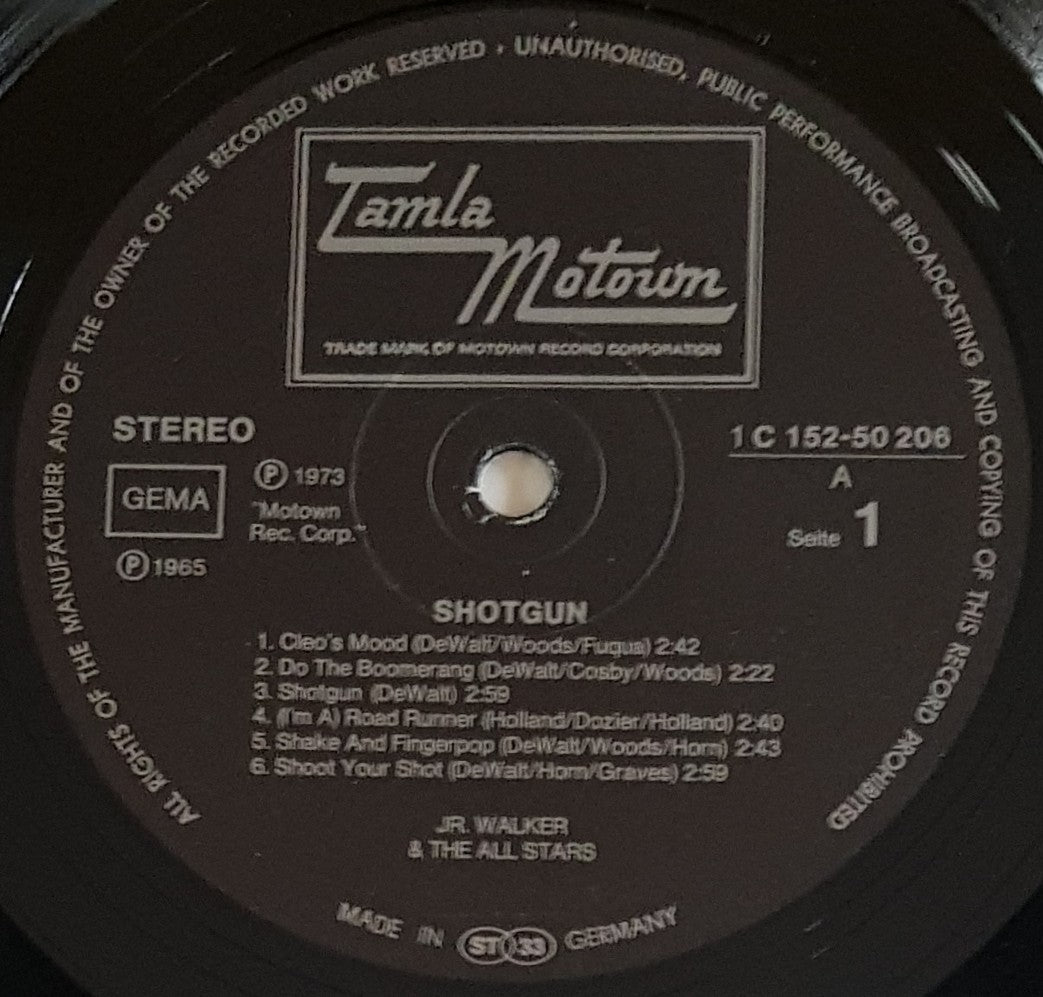 ALL RIGHTS OF THE MANUFACTURER AND OF THE OWNER OF THE RECORDED WORK RESERVED · UNAUTHORISED, PUBLIC PERFORMANCE BROADCASTING AND COPYING OF THIS RECORD PROHIBITED
Tamla
Motown
TRADE MARK OF MOTOWN RECORD CORPORATION
STEREO
1 C 152-50 206
A
GEMA
Ⓟ 1973
"Motown
Rec. Corp."
Seite 1
Ⓟ 1965
SHOTGUN
1. Cleo's Mood (DeWalt/Woods/Fuqua) 2:42
2. Do The Boomerang (DeWalt/Cosby/Woods) 2:22
3. Shotgun (DeWalt) 2:59
4. (I'm A) Road Runner (Holland/Dozier/Holland) 2:40
5. Shake And Fingerpop (DeWalt/Woods/Horn) 2:43
6. Shoot Your Shot (DeWalt/Horn/Graves) 2:59
JR. WALKER
& THE ALL STARS
MADE IN ST 33 GERMANY